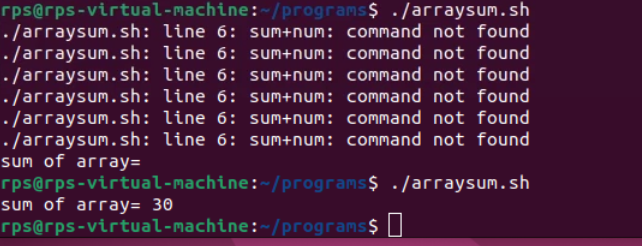 rps@rps-virtual-machine:~/programs$ ./arraysum.sh
./arraysum.sh: line 6: sum+num: command not found
./arraysum.sh: line 6: sum+num: command not found
./arraysum.sh: line 6: sum+num: command not found
./arraysum.sh: line 6: sum+num: command not found
./arraysum.sh: line 6: sum+num: command not found
./arraysum.sh: line 6: sum+num: command not found
sum of array=
rps@rps-virtual-machine:~/programs$ ./arraysum.sh
sum of array= 30
rps@rps-virtual-machine:~/programs$